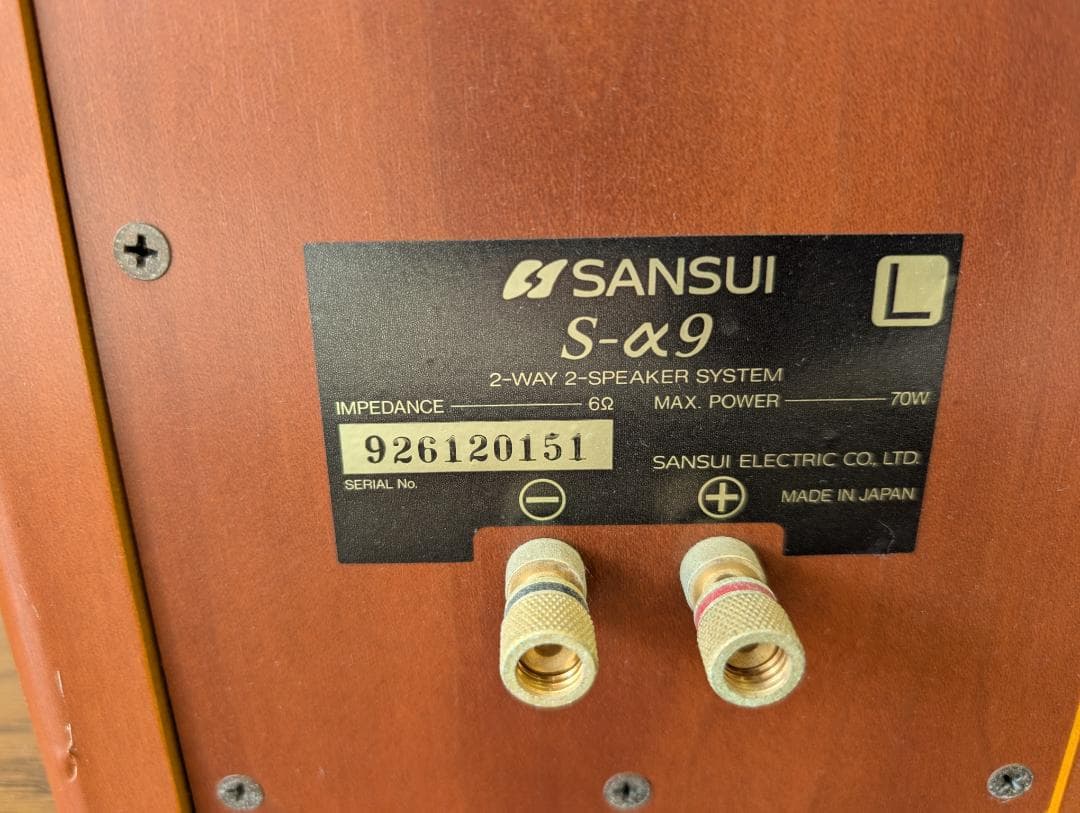 SANSUI
L
S-α9
2-WAY 2-SPEAKER SYSTEM
IMPEDANCE 6Ω
MAX. POWER 70W
926120151
SERIAL No.
SANSUI ELECTRIC CO., LTD.
− +
MADE IN JAPAN